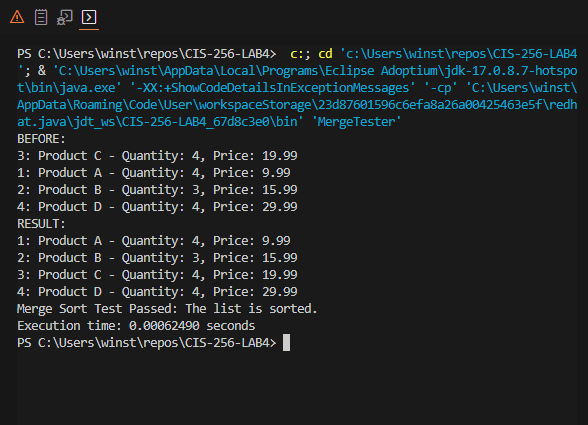 PS C:\Users\winst\repos\CIS-256-LAB4>  c:; cd 'c:\Users\winst\repos\CIS-256-LAB4
'; & 'C:\Users\winst\AppData\Local\Programs\Eclipse Adoptium\jdk-17.0.8.7-hotspo
t\bin\java.exe' '-XX:+ShowCodeDetailsInExceptionMessages' '-cp' 'C:\Users\winst\
AppData\Roaming\Code\User\workspaceStorage\23d87601596c6efa8a26a00425463e5f\redh
at.java\jdt_ws\CIS-256-LAB4_67d8c3e0\bin' 'MergeTester'
BEFORE:
3: Product C - Quantity: 4, Price: 19.99
1: Product A - Quantity: 4, Price: 9.99
2: Product B - Quantity: 3, Price: 15.99
4: Product D - Quantity: 4, Price: 29.99
RESULT:
1: Product A - Quantity: 4, Price: 9.99
2: Product B - Quantity: 3, Price: 15.99
3: Product C - Quantity: 4, Price: 19.99
4: Product D - Quantity: 4, Price: 29.99
Merge Sort Test Passed: The list is sorted.
Execution time: 0.00062490 seconds
PS C:\Users\winst\repos\CIS-256-LAB4>